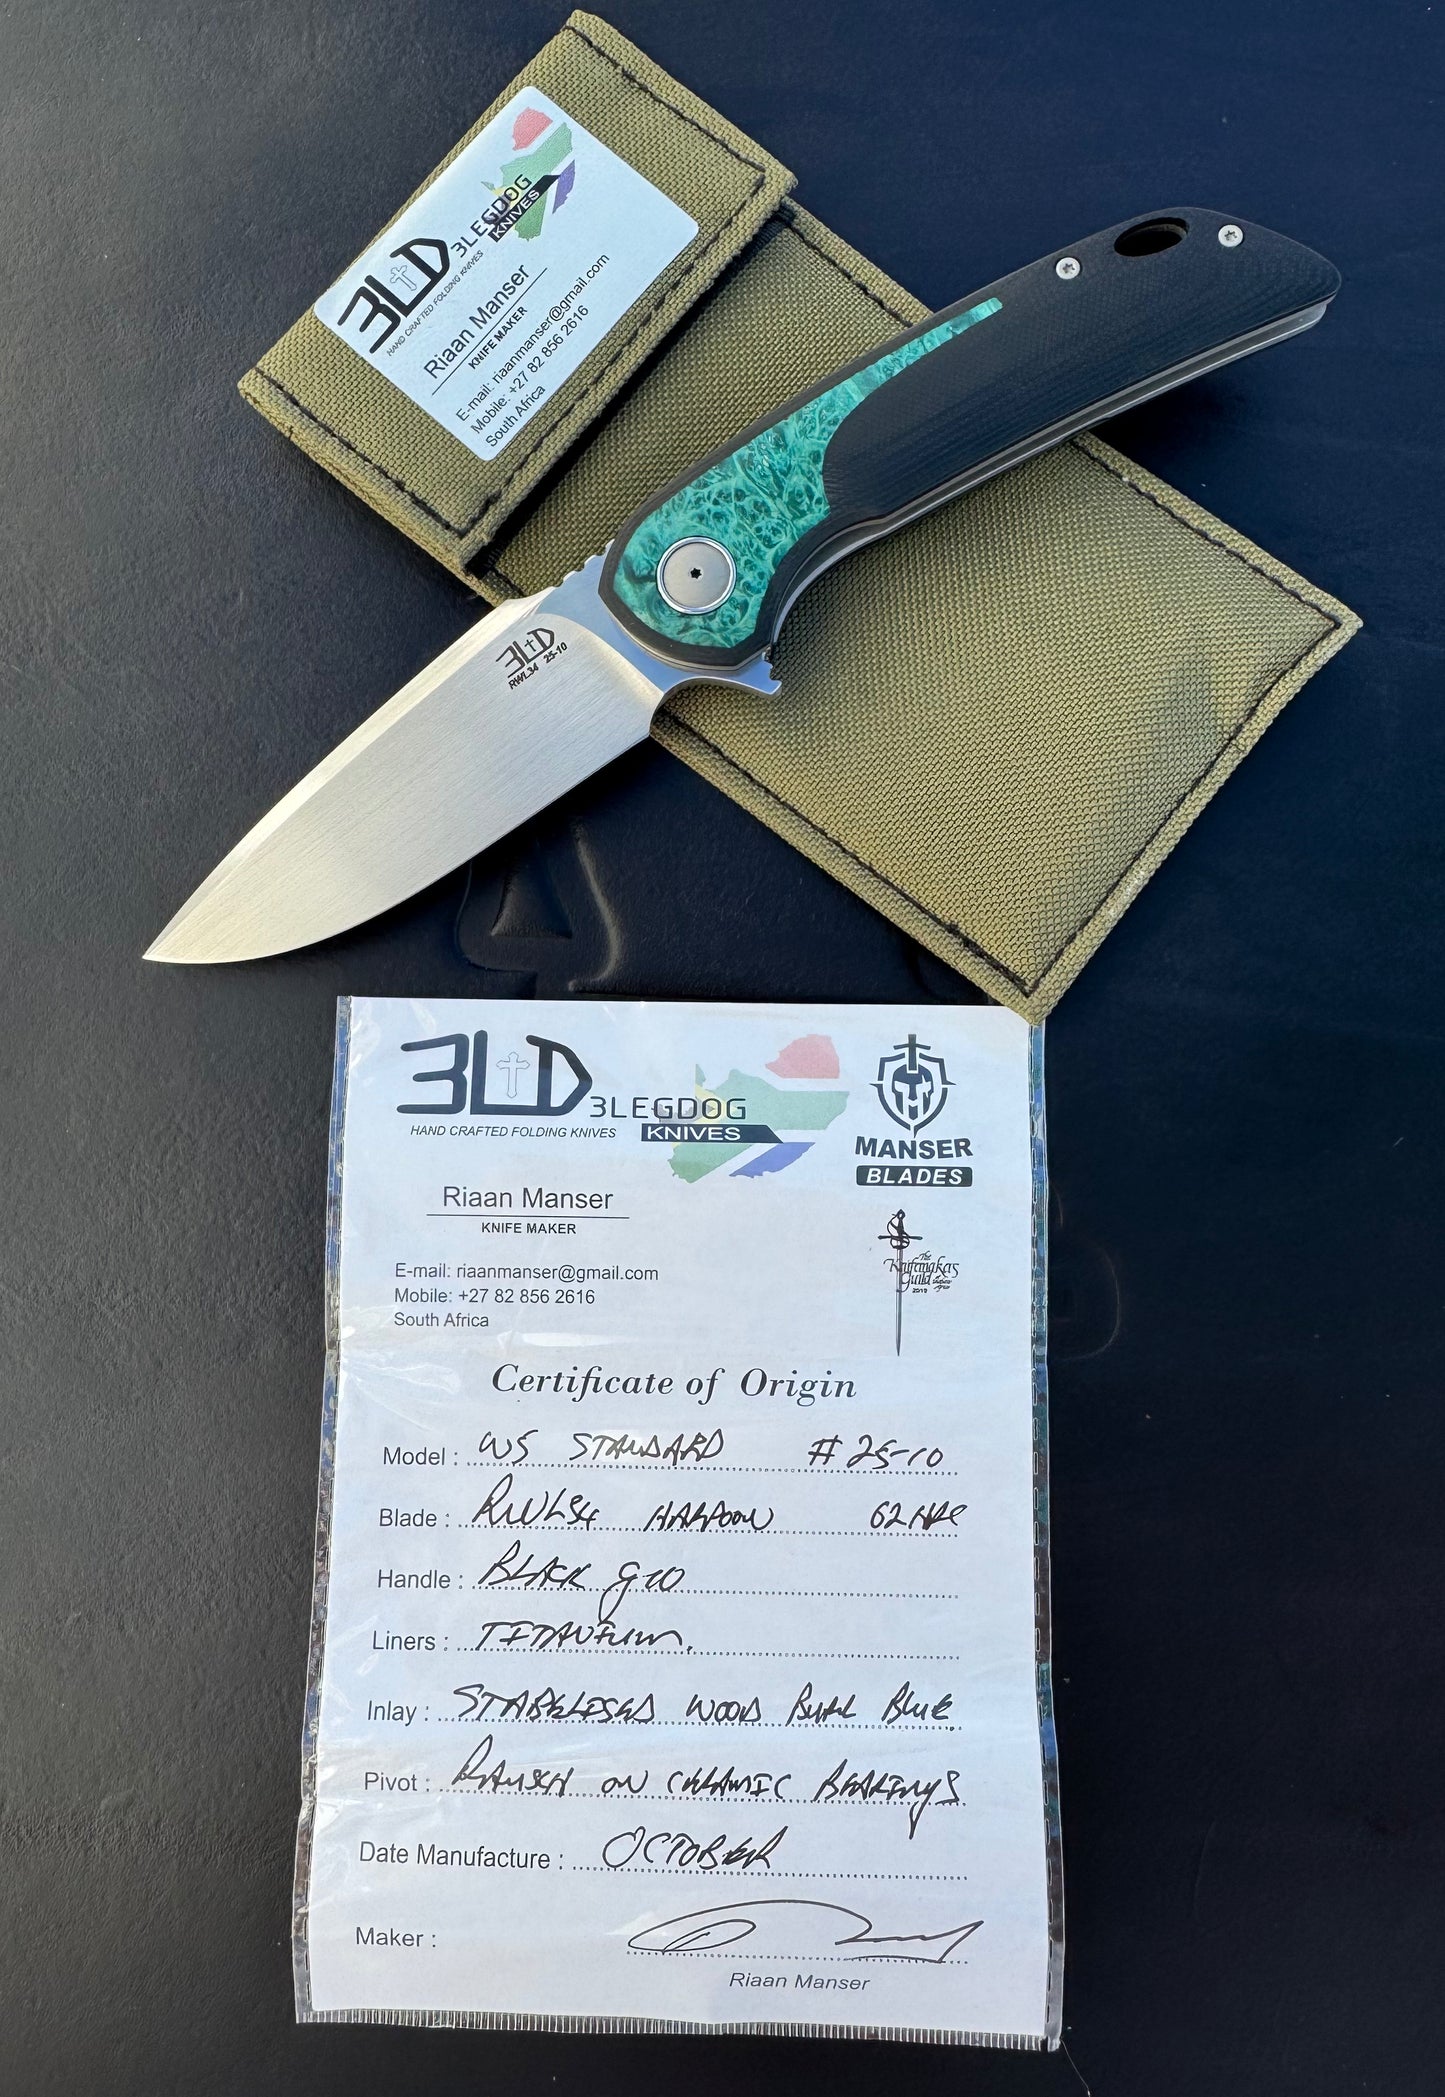 3LD
3LEGDOG
KNIVES
HAND CRAFTED FOLDING KNIVES
Riaan Manser
KNIFE MAKER
E-mail: riaanmanser@gmail.com
Mobile: +27 82 856 2616
South Africa
3LD
RWL34 25-10
3LD
3LEGDOG
HAND CRAFTED FOLDING KNIVES
KNIVES
MANSER
BLADES
Riaan Manser
KNIFE MAKER
The
Knifemakers
Guild
E-mail: riaanmanser@gmail.com
Mobile: +27 82 856 2616
South Africa
Certificate of Origin
Model : WS STANDARD #25-10
Blade : RWL34 HARPOON 62HRC
Handle : BLACK G10
Liners : TITANIUM.
Inlay : STABILISED WOOD BURL BLUE
Pivot : ON CERAMIC BEARINGS
Date Manufacture : OCTOBER
Maker :
Riaan Manser